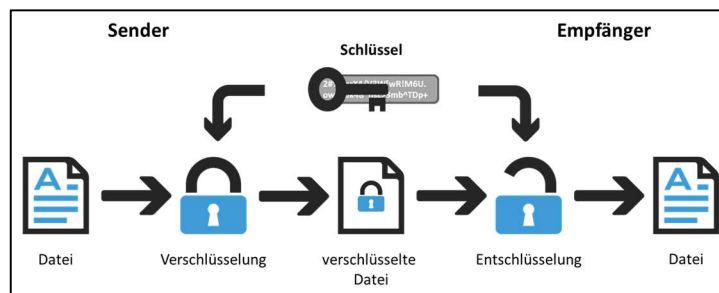 Sender
Empfänger
Schlüssel
A
A
Datei
Verschlüsselung
verschlüsselte
Datei
Entschlüsselung
Datei